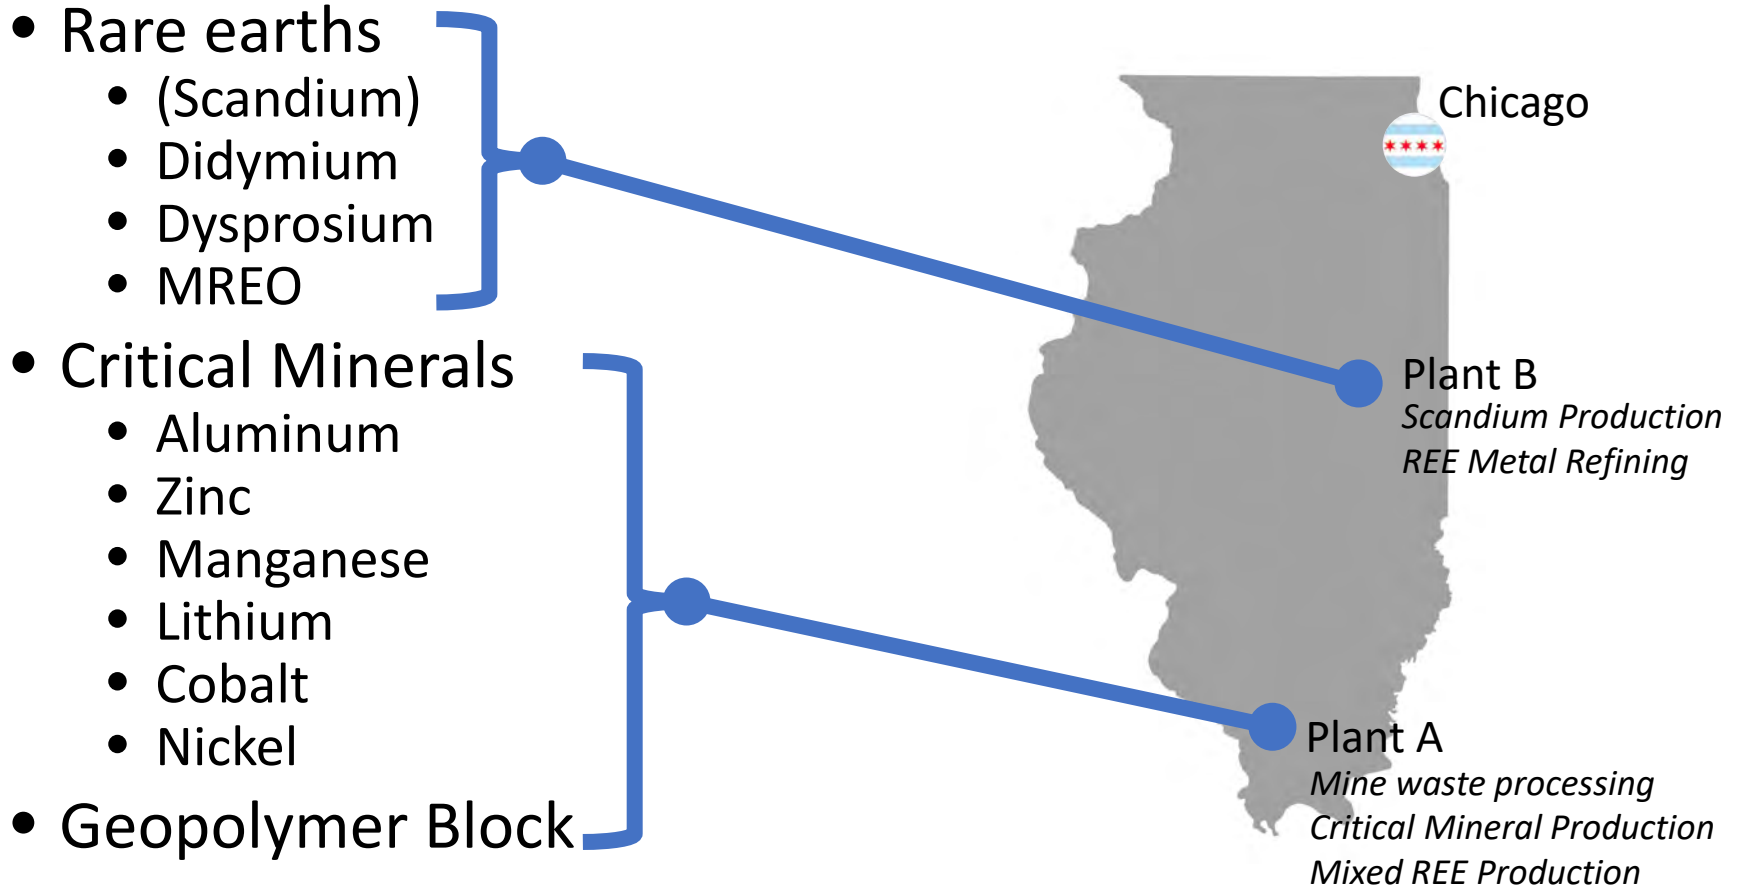 • Rare earths
• (Scandium)
• Didymium
• Dysprosium
• MREO
• Critical Minerals
• Aluminum
• Zinc
• Manganese
• Lithium
• Cobalt
• Nickel
• Geopolymer Block
Chicago
Plant B
Scandium Production
REE Metal Refining
Plant A
Mine waste processing
Critical Mineral Production
Mixed REE Production